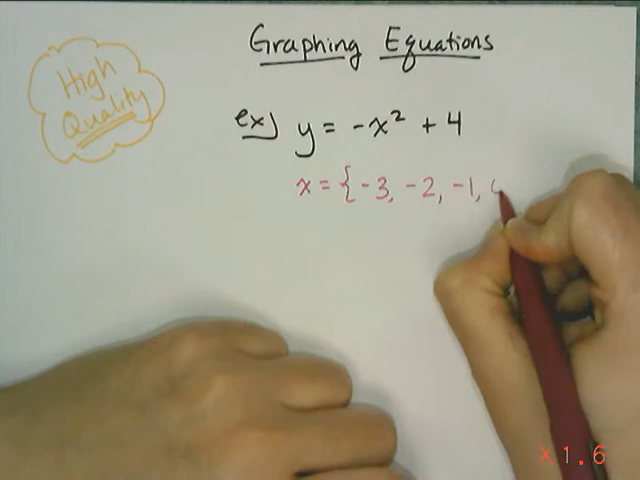 Graphing Equations
High
Quality
ex) y = -x² + 4
x = { -3, -2, -1,
x1.6